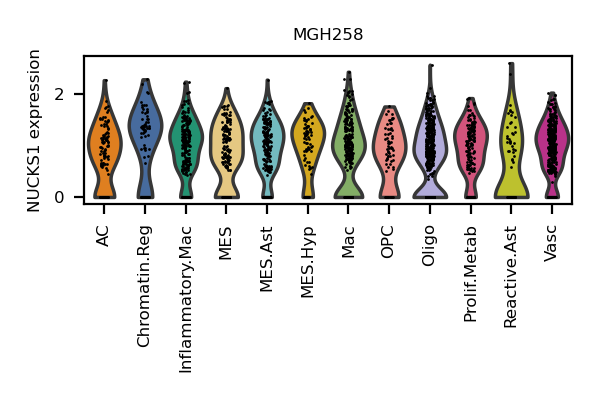 MGH258
NUCKS1 expression
2
0
AC
Chromatin.Reg
Inflammatory.Mac
MES
MES.Ast
MES.Hyp
Mac
OPC
Oligo
Prolif.Metab
Reactive.Ast
Vasc